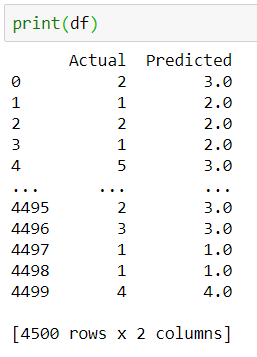 print(df)
Actual Predicted
0 2 3.0
1 1 2.0
2 2 2.0
3 1 2.0
4 5 3.0
... ... ...
4495 2 3.0
4496 3 3.0
4497 1 1.0
4498 1 1.0
4499 4 4.0
[4500 rows x 2 columns]